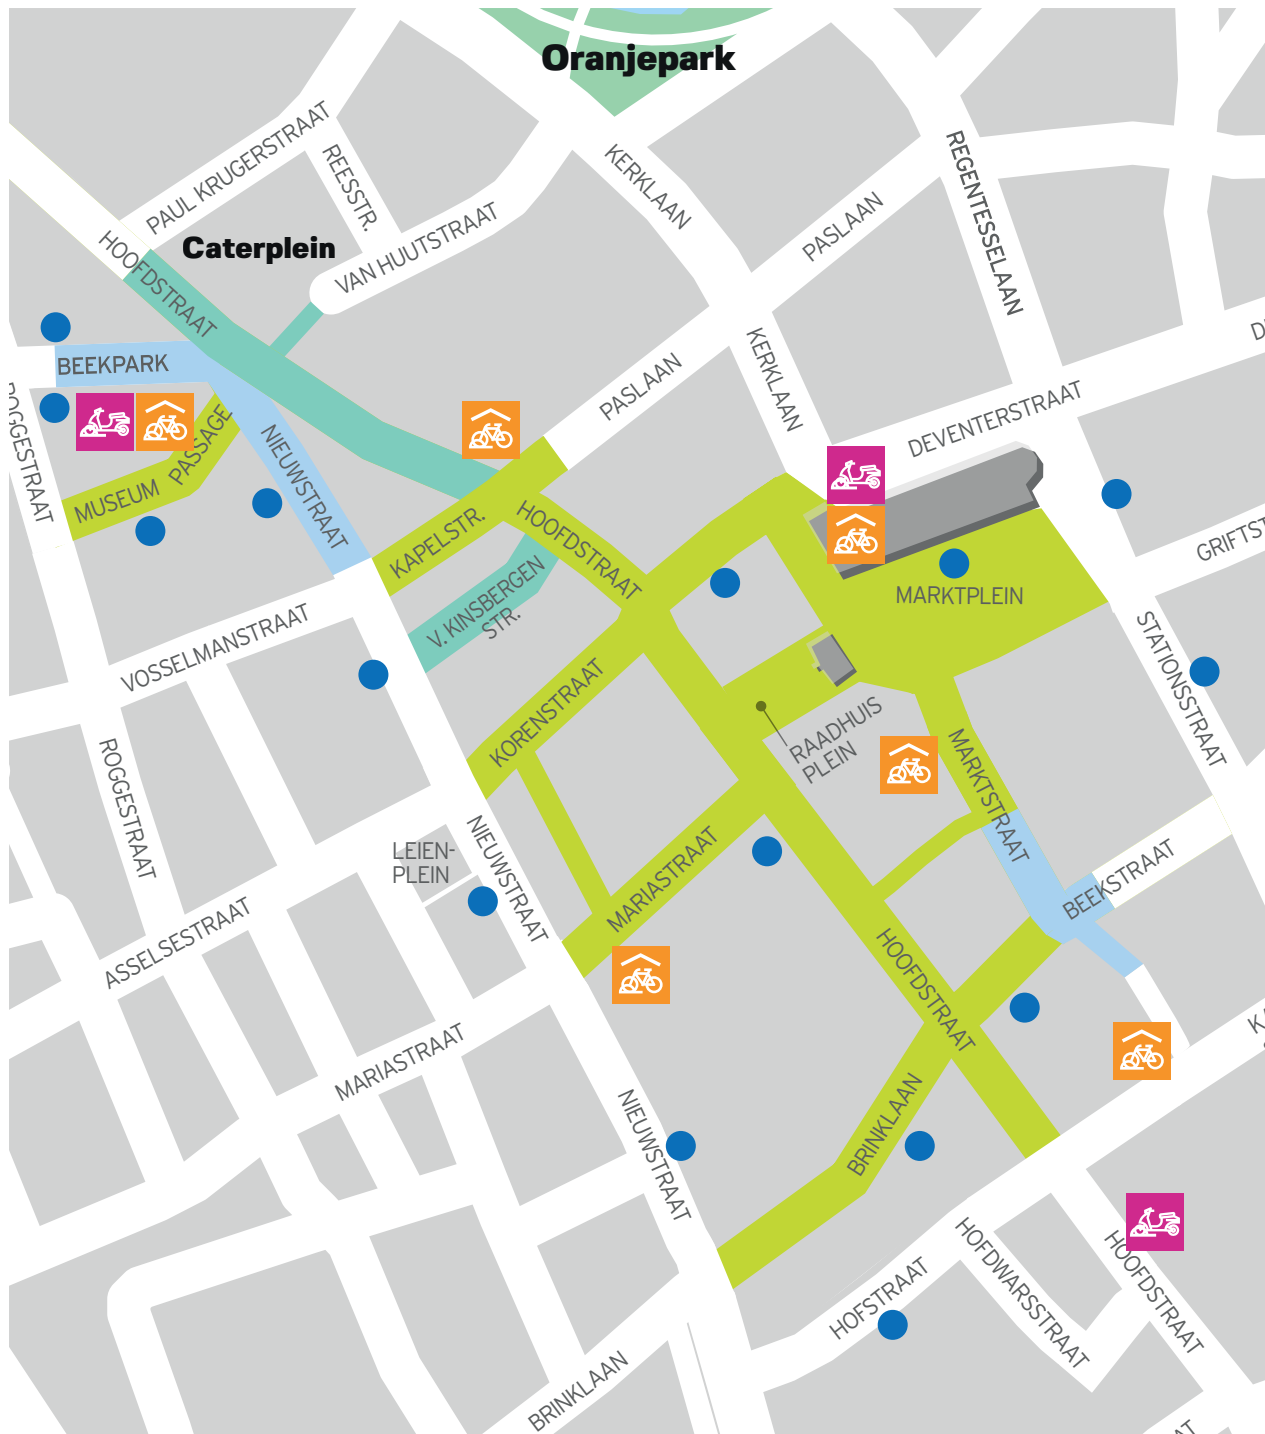 Oranjepark
PAUL KRUGERSTRAAT
REESSTR.
KERKLAAN
REGENTESSELAAN
PASLAAN
VAN HUUTSTRAAT
Caterplein
HOOFDSTRAAT
BEEKPARK
KERKLAAN
PASLAAN
DEVENTERSTRAAT
ROGGESTRAAT
MUSEUM PASSAGE
NIEUWSTRAAT
KAPELSTR.
HOOFDSTRAAT
V. KINSBERGEN
STR.
MARKTPLEIN
GRIFTST
VOSSELMANSTRAAT
KORENSTRAAT
RAADHUIS
PLEIN
MARKTSTRAAT
STATIONSSTRAAT
ROGGESTRAAT
LEIEN-
PLEIN
NIEUWSTRAAT
MARIASTRAAT
BEEKSTRAAT
ASSELSESTRAAT
HOOFDSTRAAT
MARIASTRAAT
BRINKLAAN
NIEUWSTRAAT
HOFSTRAAT
HOFDWARSSTRAAT
HOOFDSTRAAT
BRINKLAAN